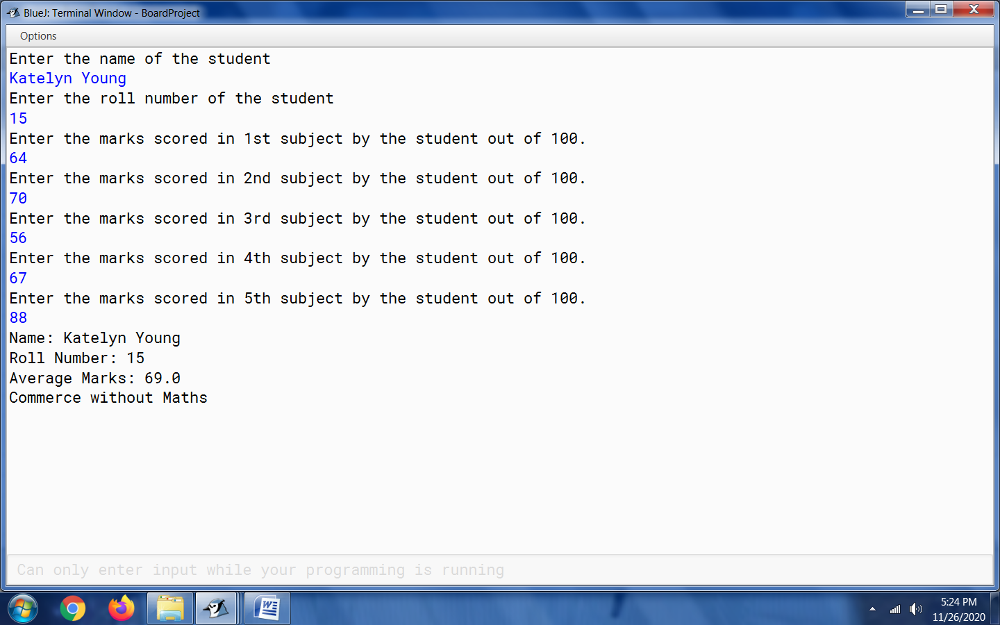 BlueJ: Terminal Window - BoardProject
Options
Enter the name of the student
Katelyn Young
Enter the roll number of the student
15
Enter the marks scored in 1st subject by the student out of 100.
64
Enter the marks scored in 2nd subject by the student out of 100.
70
Enter the marks scored in 3rd subject by the student out of 100.
56
Enter the marks scored in 4th subject by the student out of 100.
67
Enter the marks scored in 5th subject by the student out of 100.
88
Name: Katelyn Young
Roll Number: 15
Average Marks: 69.0
Commerce without Maths
Can only enter input while your programming is running
5:24 PM
11/26/2020